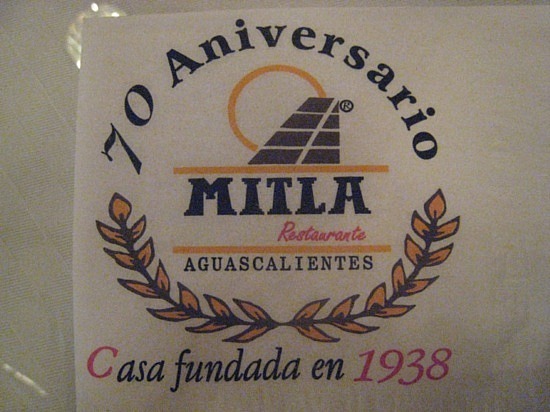 70 Aniversario
®
MITLA
Restaurante
AGUASCALIENTES
Casa fundada en 1938